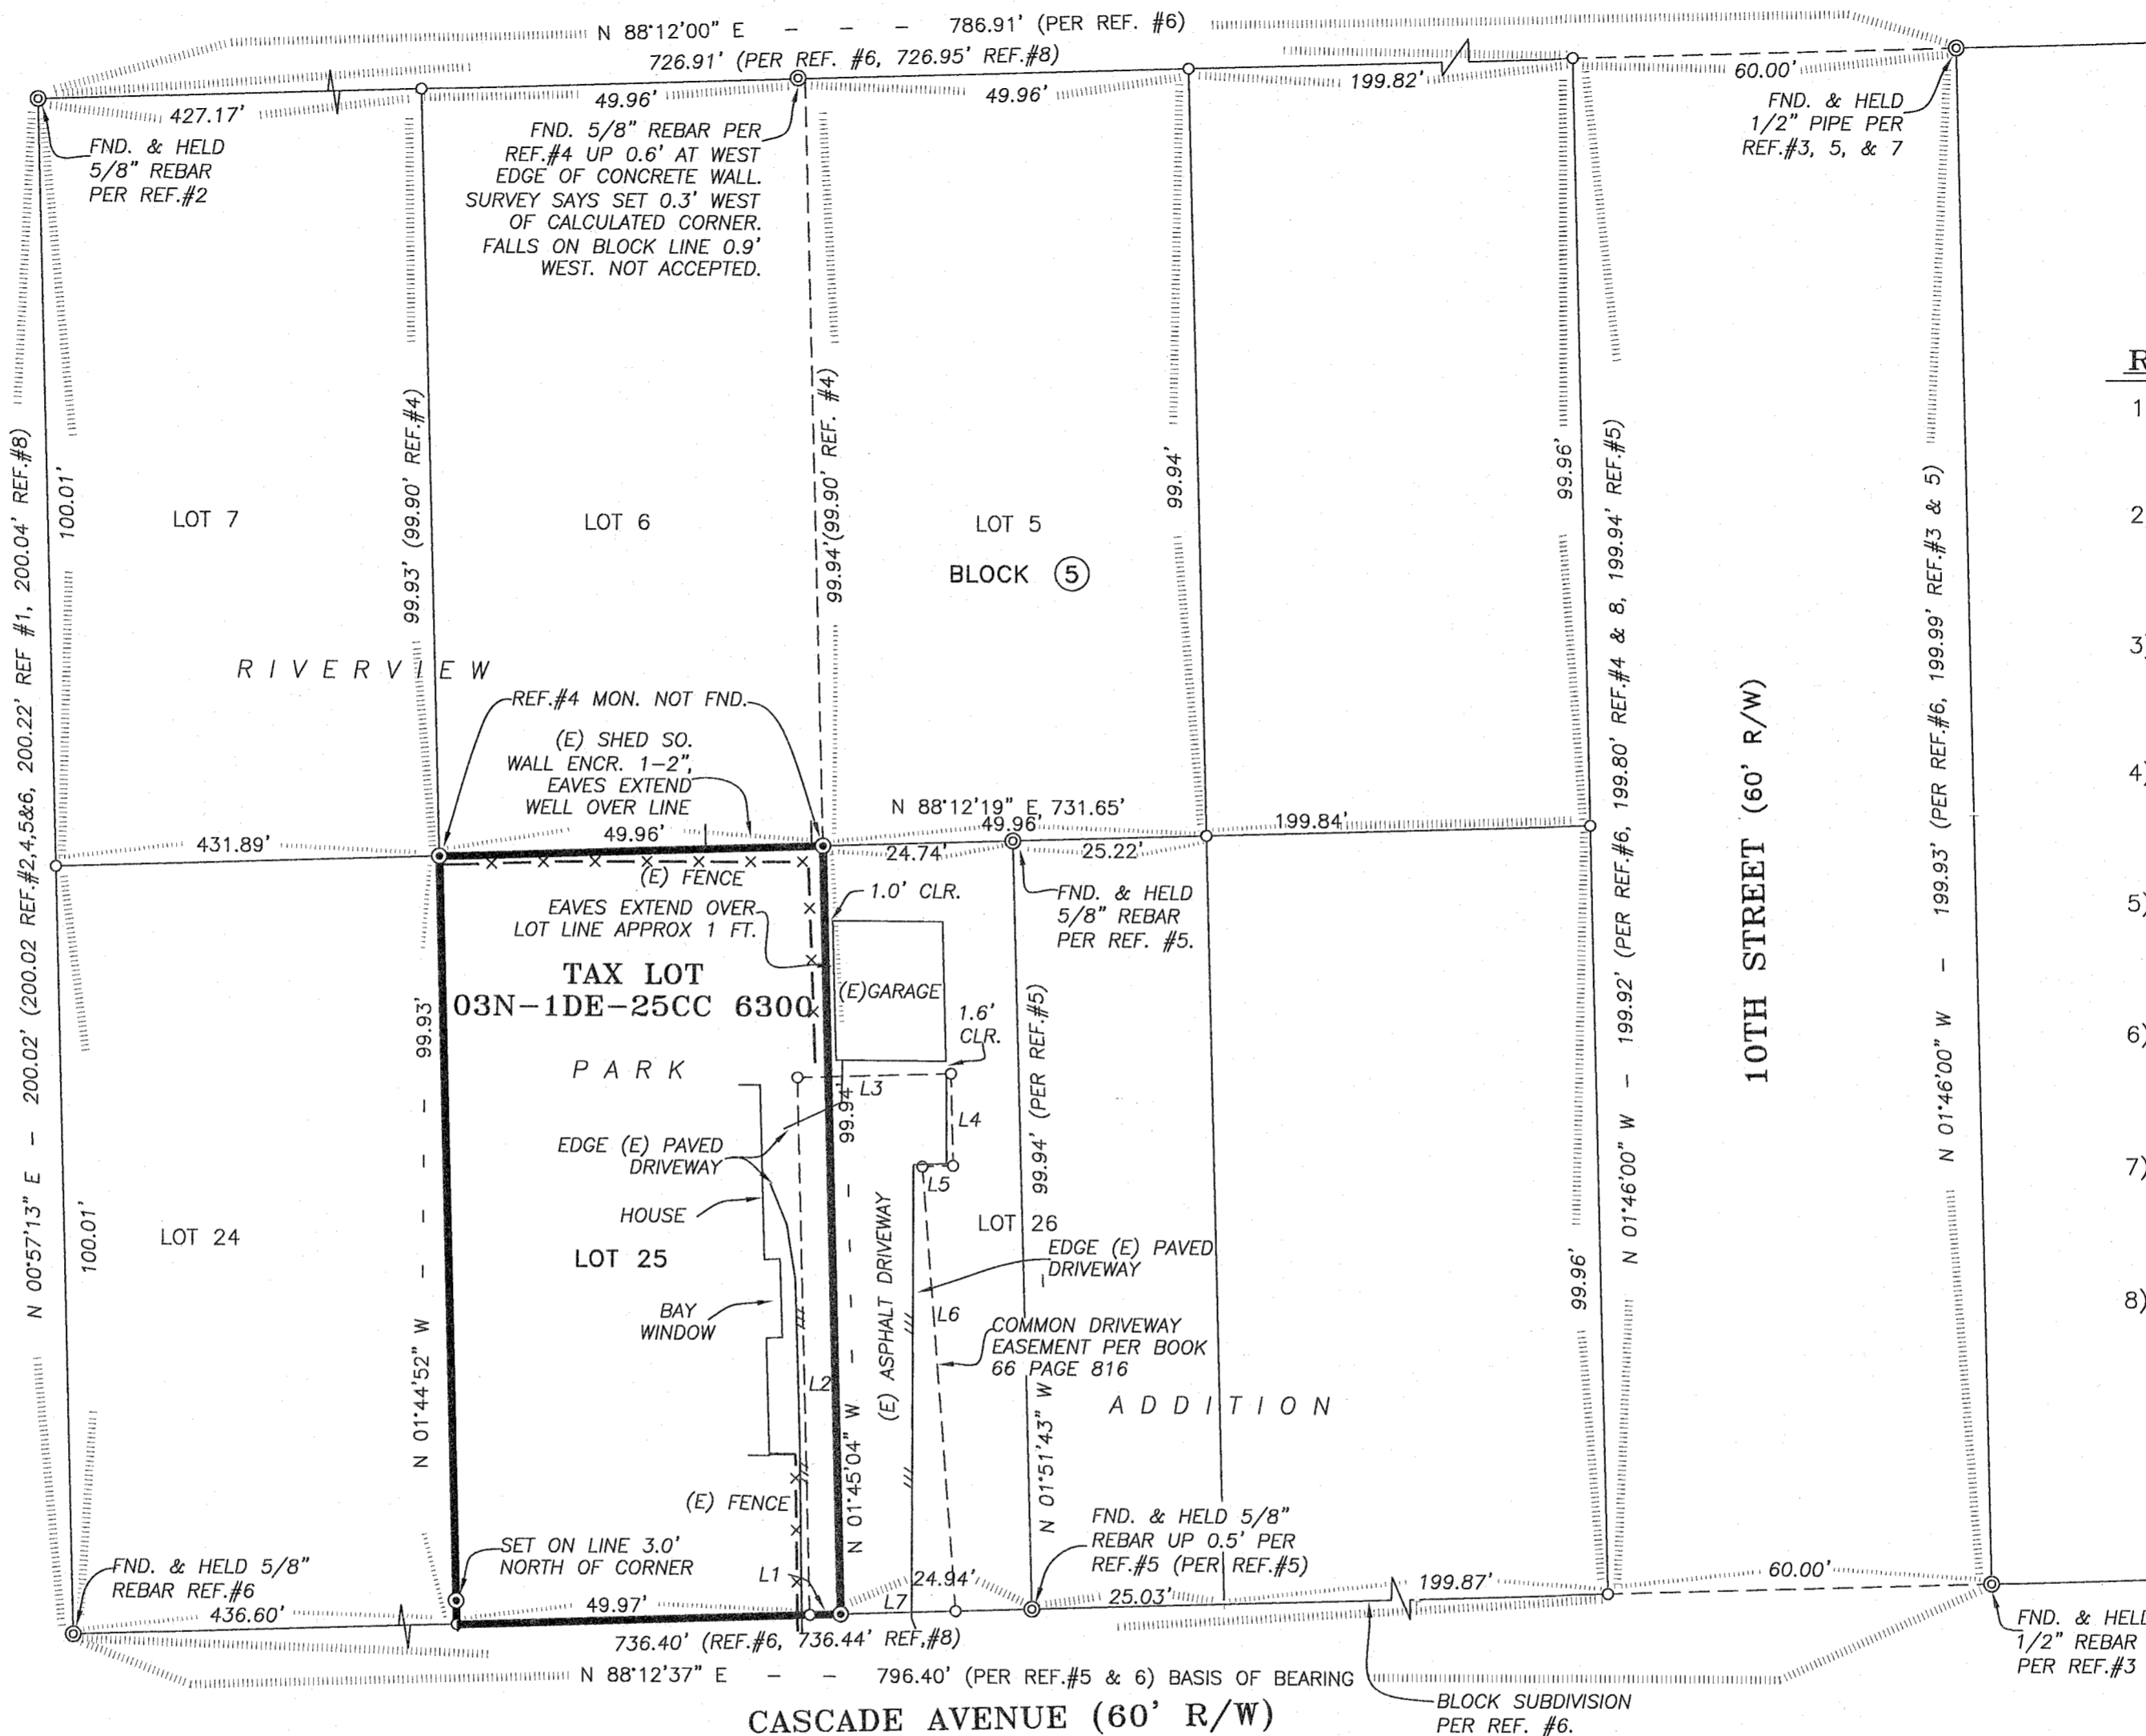 N 88°12'00" E - - - 786.91' (PER REF. #6)
726.91' (PER REF. #6, 726.95' REF.#8)
427.17'
49.96'
49.96'
199.82'
60.00'
FND. & HELD
5/8" REBAR
PER REF.#2
FND. 5/8" REBAR PER
REF.#4 UP 0.6' AT WEST
EDGE OF CONCRETE WALL.
SURVEY SAYS SET 0.3' WEST
OF CALCULATED CORNER.
FALLS ON BLOCK LINE 0.9'
WEST. NOT ACCEPTED.
FND. & HELD
1/2" PIPE PER
REF.#3, 5, & 7
N 00°57'13" E - 200.02' (200.02 REF.#2,4,5&6, 200.22' REF #1, 200.04' REF.#8)
100.01'
99.93' (99.90' REF.#4)
99.94'(99.90' REF. #4)
99.94'
99.96'
N 01°46'00" W - 199.92' (PER REF.#6, 199.80' REF.#4 & 8, 199.94' REF.#5)
N 01°46'00" W - 199.93' (PER REF.#6, 199.99' REF.#3 & 5)
10TH STREET (60' R/W)
LOT 7
LOT 6
LOT 5
BLOCK 5
R
1
2
3)
4)
5)
6)
7)
8)
RIVERVIEW
REF.#4 MON. NOT FND.
(E) SHED SO.
WALL ENCR. 1-2",
EAVES EXTEND
WELL OVER LINE
N 88°12'19" E, 731.65'
431.89'
49.96'
49.96'
199.84'
24.74'
25.22'
(E) FENCE
1.0' CLR.
EAVES EXTEND OVER
LOT LINE APPROX 1 FT.
FND. & HELD
5/8" REBAR
PER REF. #5.
TAX LOT
03N-1DE-25CC 6300
(E)GARAGE
1.6'
CLR.
PARK
L3
L4
L5
EDGE (E) PAVED
DRIVEWAY
HOUSE
LOT 24
LOT 25
LOT 26
100.01'
99.93'
N 01°44'52" W
99.94
N 01°45'04" W
(E) ASPHALT DRIVEWAY
99.94' (PER REF.#5)
N 01°51'43" W
99.96'
EDGE (E) PAVED
DRIVEWAY
BAY
WINDOW
L6
COMMON DRIVEWAY
EASEMENT PER BOOK
66 PAGE 816
L2
ADDITION
(E) FENCE
SET ON LINE 3.0'
NORTH OF CORNER
FND. & HELD 5/8"
REBAR UP 0.5' PER
REF.#5 (PER REF.#5)
FND. & HELD 5/8"
REBAR REF.#6
L1
436.60'
49.97'
24.94'
L7
25.03'
199.87'
60.00'
FND. & HELD
1/2" REBAR
PER REF.#3
736.40' (REF.#6, 736.44' REF.#8)
N 88°12'37" E - - 796.40' (PER REF.#5 & 6) BASIS OF BEARING
BLOCK SUBDIVISION
PER REF. #6.
CASCADE AVENUE (60' R/W)